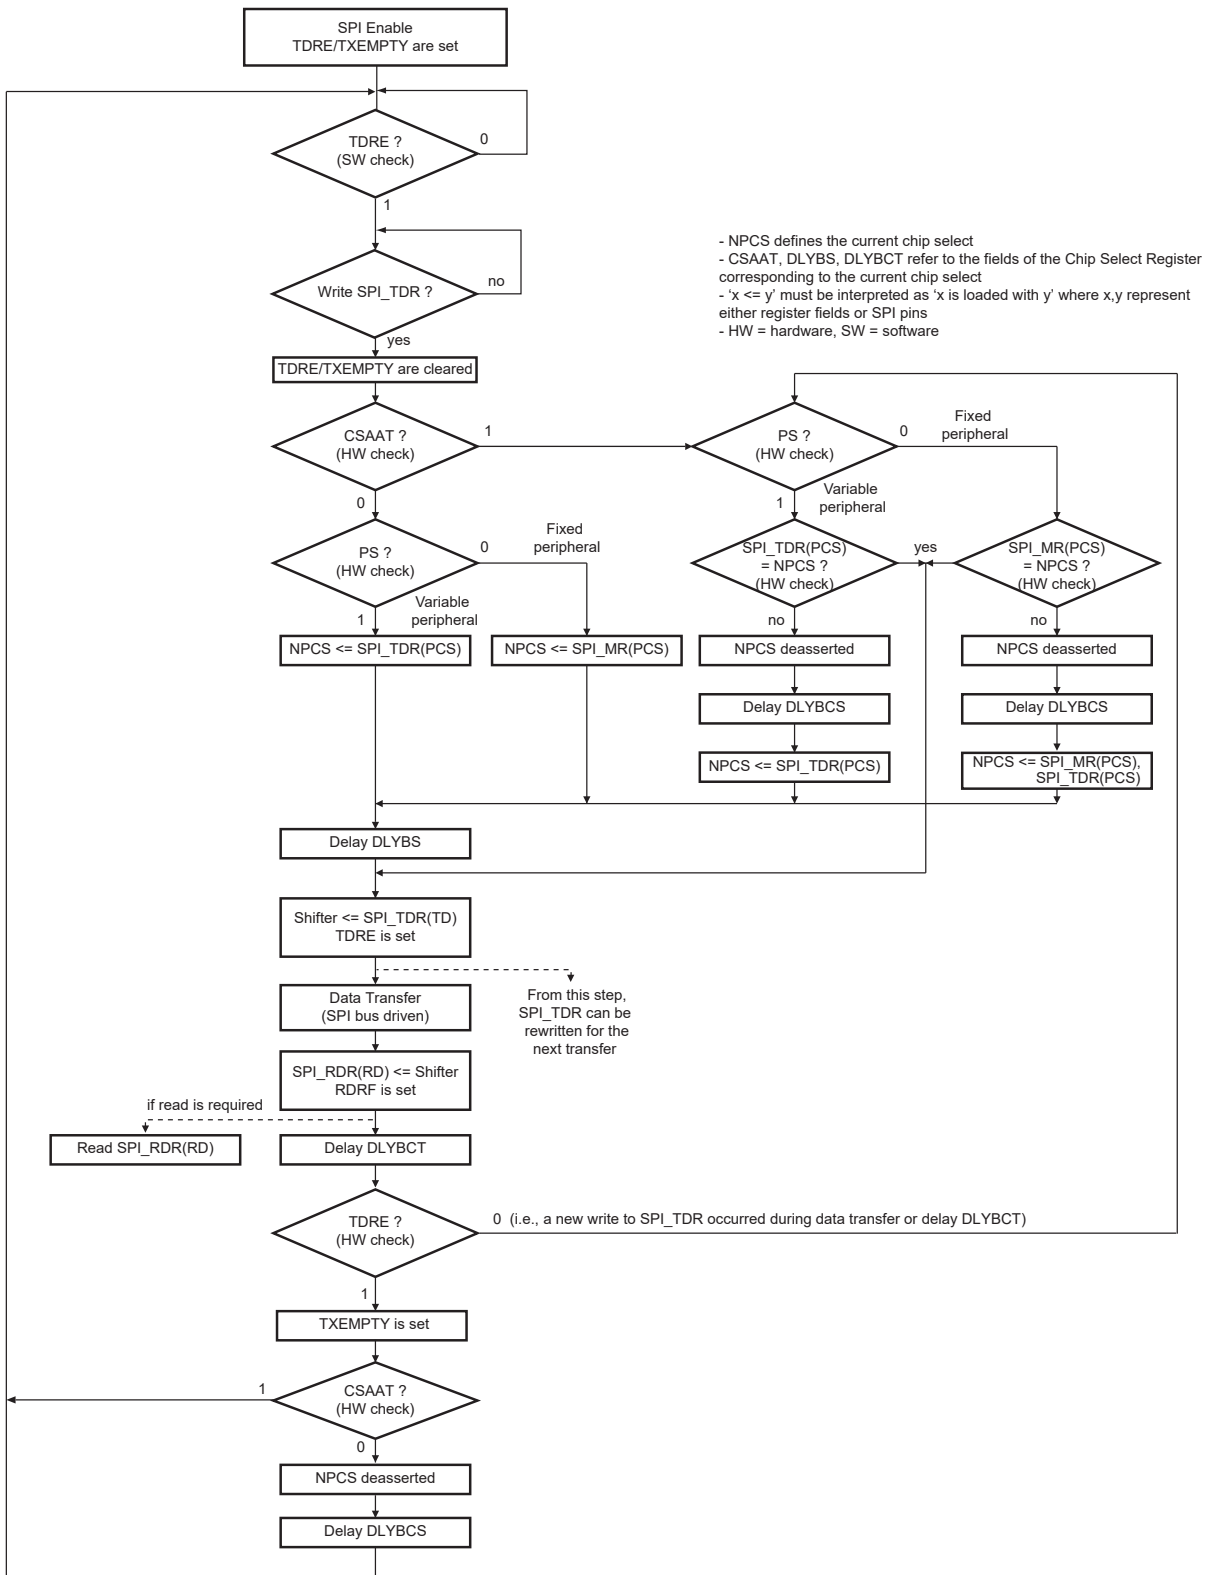 SPI Enable
TDRE/TXEMPTY are set
TDRE ?
(SW check)
0
1
Write SPI_TDR ?
no
yes
- NPCS defines the current chip select
- CSAAT, DLYBS, DLYBCT refer to the fields of the Chip Select Register
corresponding to the current chip select
- ‘x <= y’ must be interpreted as ‘x is loaded with y’ where x,y represent
either register fields or SPI pins
- HW = hardware, SW = software
TDRE/TXEMPTY are cleared
CSAAT ?
(HW check)
1
0
PS ?
(HW check)
0
Fixed
peripheral
1
Variable
peripheral
PS ?
(HW check)
0
Fixed
peripheral
1
Variable
peripheral
SPI_TDR(PCS)
= NPCS ?
(HW check)
yes
no
SPI_MR(PCS)
= NPCS ?
(HW check)
no
NPCS <= SPI_TDR(PCS)
NPCS <= SPI_MR(PCS)
NPCS deasserted
NPCS deasserted
Delay DLYBCS
Delay DLYBCS
NPCS <= SPI_TDR(PCS)
NPCS <= SPI_MR(PCS),
SPI_TDR(PCS)
Delay DLYBS
Shifter <= SPI_TDR(TD)
TDRE is set
Data Transfer
(SPI bus driven)
From this step,
SPI_TDR can be
rewritten for the
next transfer
SPI_RDR(RD) <= Shifter
RDRF is set
if read is required
Read SPI_RDR(RD)
Delay DLYBCT
TDRE ?
(HW check)
0 (i.e., a new write to SPI_TDR occurred during data transfer or delay DLYBCT)
1
TXEMPTY is set
CSAAT ?
(HW check)
1
0
NPCS deasserted
Delay DLYBCS